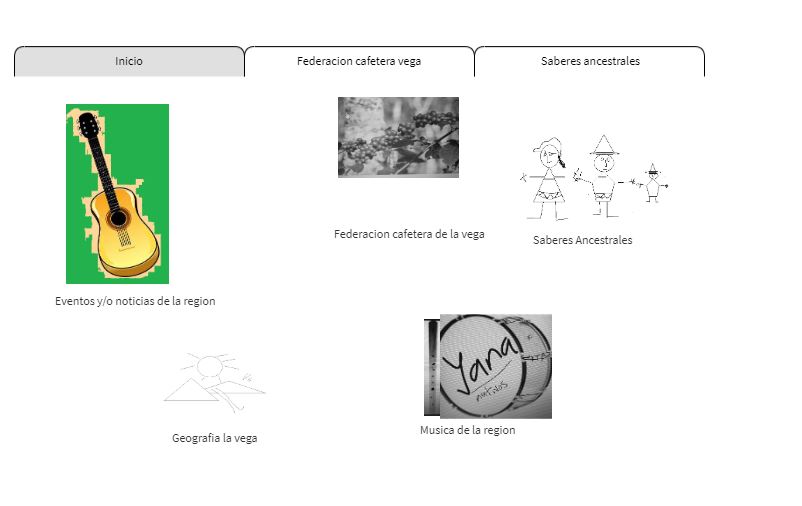 Inicio
Federacion cafetera vega
Saberes ancestrales
Federacion cafetera de la vega
Saberes Ancestrales
Eventos y/o noticias de la region
Yana
nativos
Geografia la vega
Musica de la region